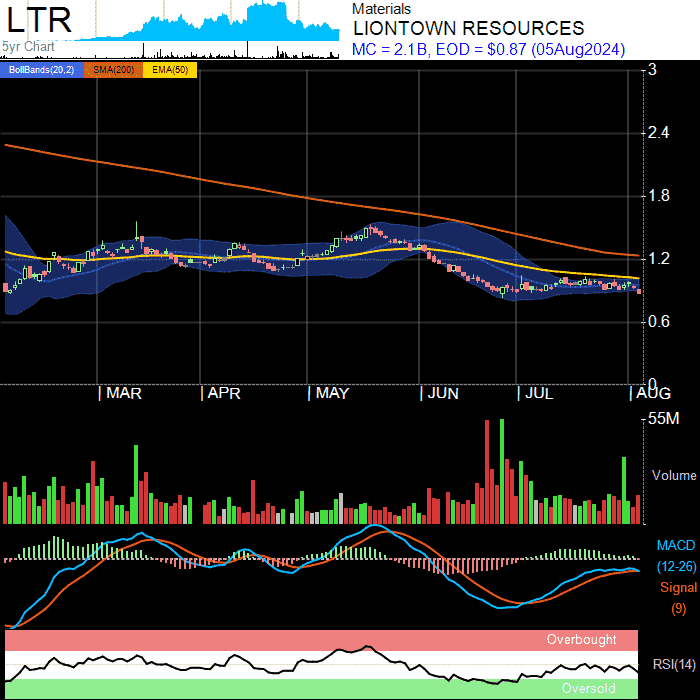 LTR
5yr Chart
Materials
LIONTOWN RESOURCES
MC = 2.1B, EOD = $0.87 (05Aug2024)
BollBands(20,2) SMA(200) EMA(50)
3
2.4
1.8
1.2
0.6
0
| MAR | APR | MAY | JUN | JUL | AUG
55M
Volume
MACD
(12-26)
Signal
(9)
Overbought
RSI(14)
Oversold